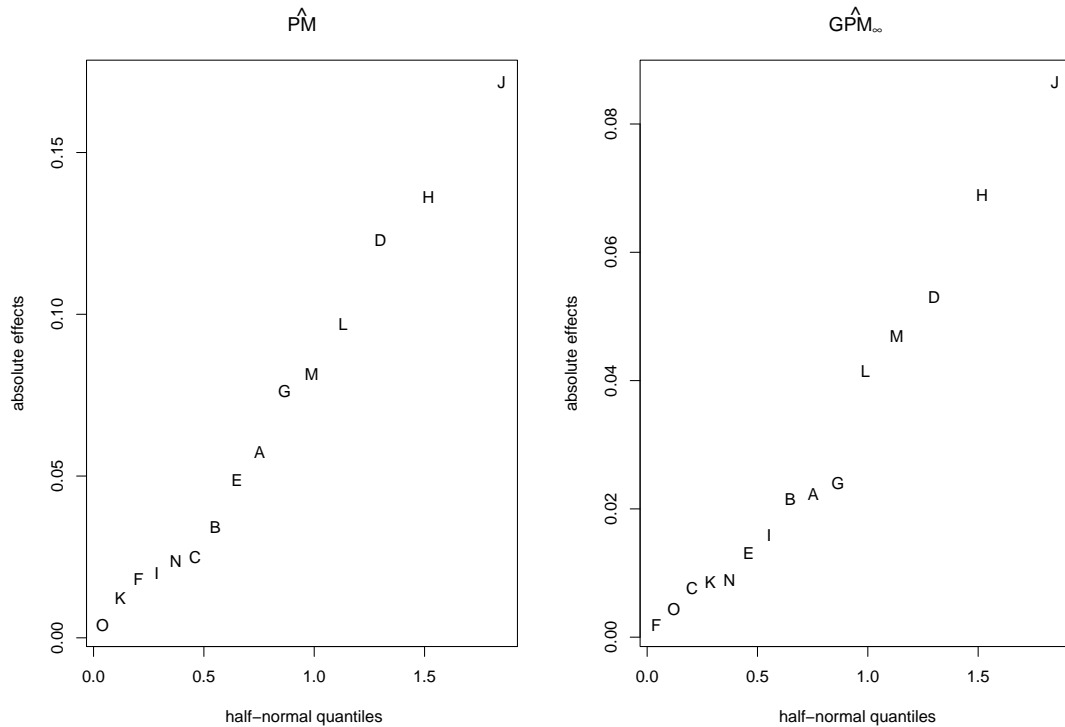 P̂M
0.00 0.05 0.10 0.15
absolute effects
J
H
D
L
M
G
A
E
B
C
N
I
F
K
O
0.0 0.5 1.0 1.5
half−normal quantiles
GP̂M∞
0.00 0.02 0.04 0.06 0.08
absolute effects
J
H
D
M
L
G
A
B
I
E
N
K
C
O
F
0.0 0.5 1.0 1.5
half−normal quantiles